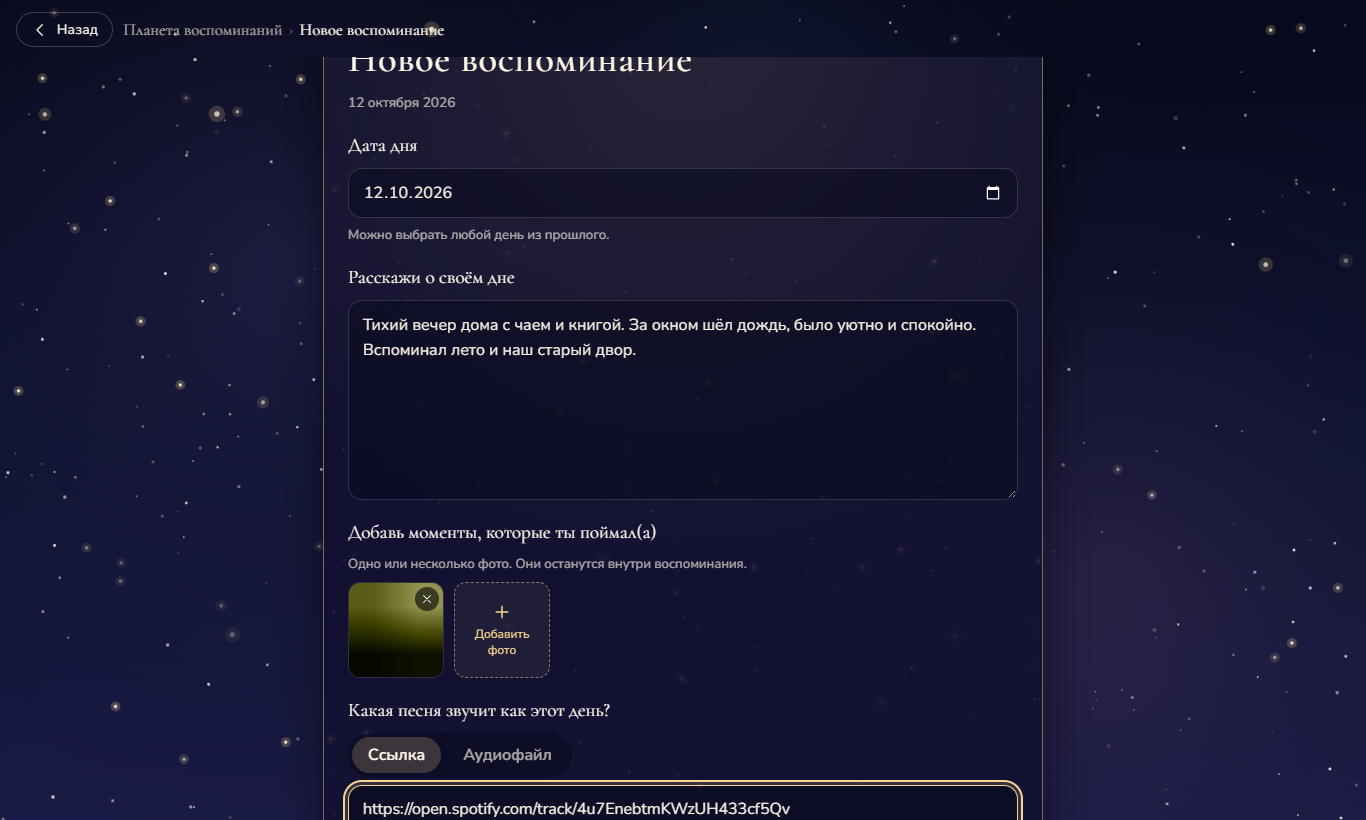 Назад
Планета воспоминаний › Новое воспоминание
Новое воспоминание
12 октября 2026
Дата дня
12.10.2026
Можно выбрать любой день из прошлого.
Расскажи о своём дне
Тихий вечер дома с чаем и книгой. За окном шёл дождь, было уютно и спокойно.
Вспоминал лето и наш старый двор.
Добавь моменты, которые ты поймал(а)
Одно или несколько фото. Они останутся внутри воспоминания.
Добавить
фото
Какая песня звучит как этот день?
Ссылка
Аудиофайл
https://open.spotify.com/track/4u7EnebtmKWzUH433cf5Qv